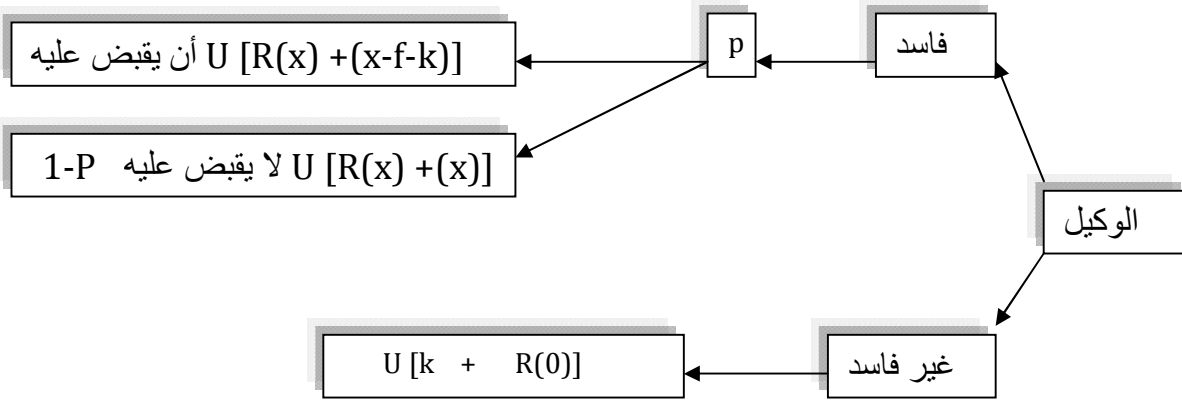 فاسد
p
أن يقبض عليه U [R(x) +(x-f-k)]
U [R(x) +(x)] لا يقبض عليه 1-P
الوكيل
غير فاسد
U [k + R(0)]